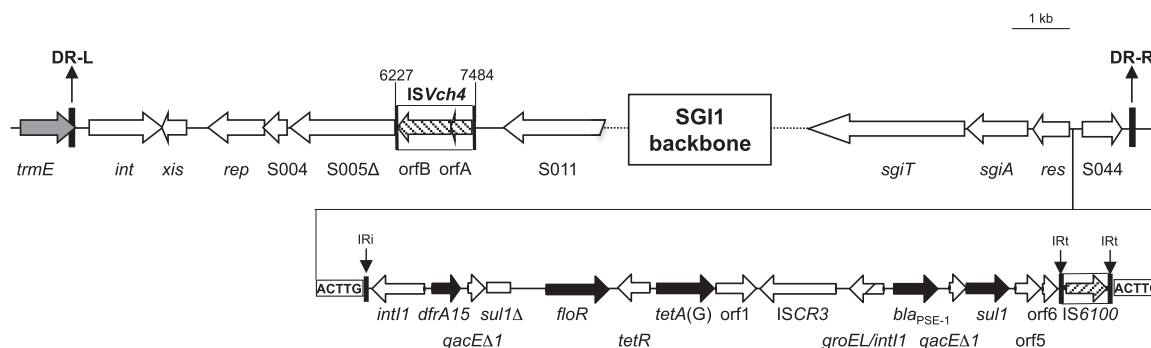 1 kb
DR-L
DR-R
6227 7484
ISVch4
SGI1
backbone
trmE int xis rep S004 S005Δ orfB orfA S011 sgiT sgiA res S044
IRi IRt IRt
ACTTG ACTTG
intI1 dfrA15 sul1Δ floR tetA(G) orf1 ISCR3 blaPSE-1 sul1 orf6 IS6100
qacEΔ1 tetR groEL/intI1 qacEΔ1 orf5